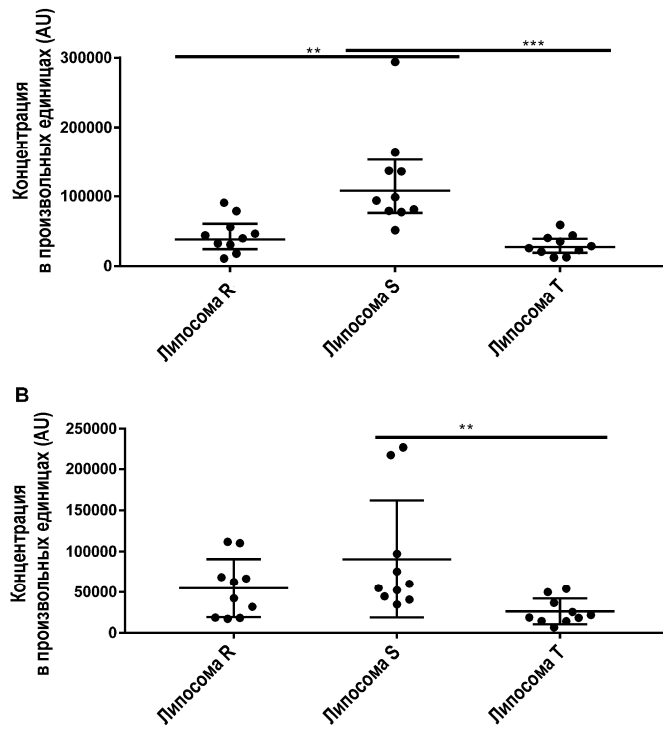 Концентрация
в произвольных единицах (AU)
300000
200000
100000
0
**
***
Липосома R
Липосома S
Липосома T
B
Концентрация
в произвольных единицах (AU)
250000
200000
150000
100000
50000
0
**
Липосома R
Липосома S
Липосома T